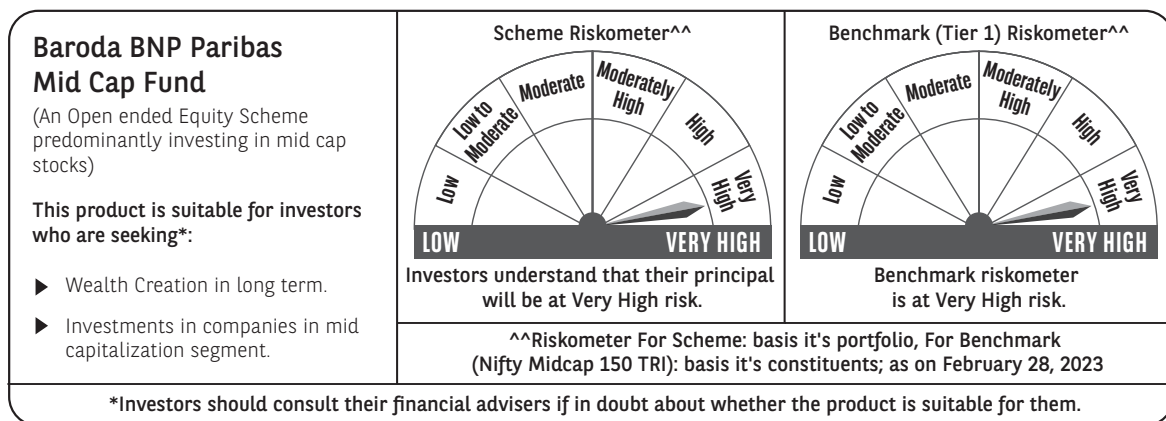 Baroda BNP Paribas
Mid Cap Fund
(An Open ended Equity Scheme
predominantly investing in mid cap
stocks)
This product is suitable for investors
who are seeking*:
▶ Wealth Creation in long term.
▶ Investments in companies in mid
capitalization segment.
Scheme Riskometer^^
Low
Low to
Moderate
Moderate
Moderately
High
High
Very
High
LOW
VERY HIGH
Investors understand that their principal
will be at Very High risk.
Benchmark (Tier 1) Riskometer^^
Low
Low to
Moderate
Moderate
Moderately
High
High
Very
High
LOW
VERY HIGH
Benchmark riskometer
is at Very High risk.
^^Riskometer For Scheme: basis it's portfolio, For Benchmark
(Nifty Midcap 150 TRI): basis it's constituents; as on February 28, 2023
*Investors should consult their financial advisers if in doubt about whether the product is suitable for them.